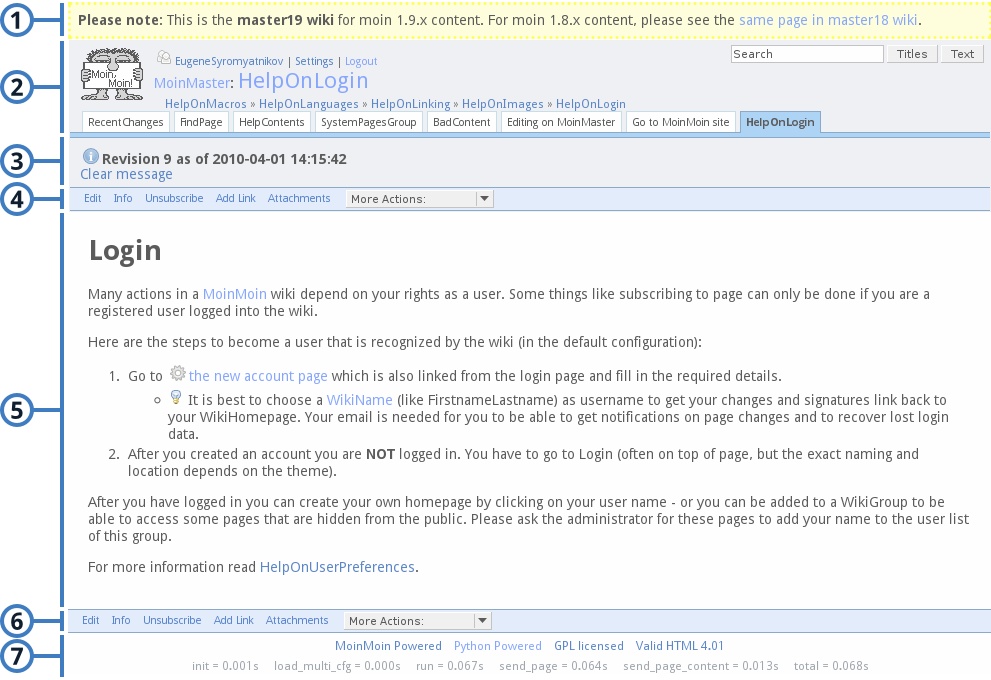 1
Please note: This is the master19 wiki for moin 1.9.x content. For moin 1.8.x content, please see the same page in master18 wiki.
2
Moin, Moin!
EugeneSyromyatnikov | Settings | Logout
Search Titles Text
MoinMaster: HelpOnLogin
HelpOnMacros » HelpOnLanguages » HelpOnLinking » HelpOnImages » HelpOnLogin
RecentChanges FindPage HelpContents SystemPagesGroup BadContent Editing on MoinMaster Go to MoinMoin site HelpOnLogin
3
Revision 9 as of 2010-04-01 14:15:42
Clear message
4
Edit Info Unsubscribe Add Link Attachments More Actions:
5
Login
Many actions in a MoinMoin wiki depend on your rights as a user. Some things like subscribing to page can only be done if you are a
registered user logged into the wiki.
Here are the steps to become a user that is recognized by the wiki (in the default configuration):
1. Go to the new account page which is also linked from the login page and fill in the required details.
It is best to choose a WikiName (like FirstnameLastname) as username to get your changes and signatures link back to
your WikiHomepage. Your email is needed for you to be able to get notifications on page changes and to recover lost login
data.
2. After you created an account you are NOT logged in. You have to go to Login (often on top of page, but the exact naming and
location depends on the theme).
After you have logged in you can create your own homepage by clicking on your user name - or you can be added to a WikiGroup to be
able to access some pages that are hidden from the public. Please ask the administrator for these pages to add your name to the user list
of this group.
For more information read HelpOnUserPreferences.
6
Edit Info Unsubscribe Add Link Attachments More Actions:
7
MoinMoin Powered Python Powered GPL licensed Valid HTML 4.01
init = 0.001s load_multi_cfg = 0.000s run = 0.067s send_page = 0.064s send_page_content = 0.013s total = 0.068s